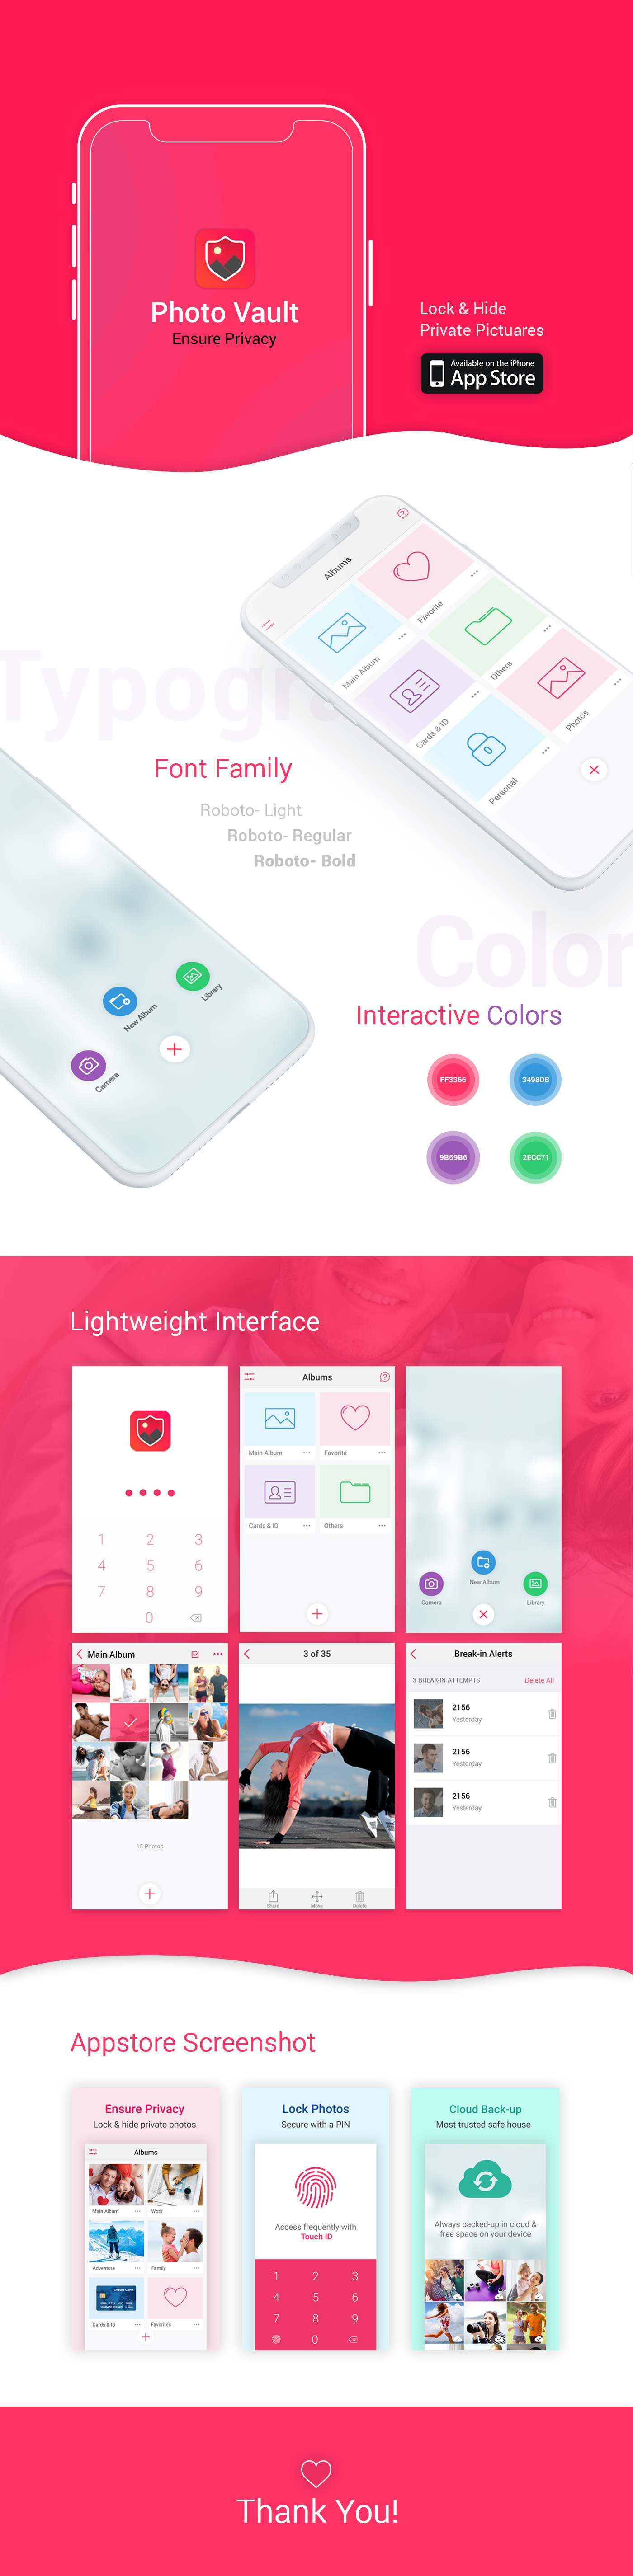 Photo Vault
Ensure Privacy
Lock & Hide
Private Pictuares
Available on the iPhone
App Store
Albums
Favorite
Main Album
Others
Cards & ID
Photos
Personal
Typogra
Font Family
Roboto- Light
Roboto- Regular
Roboto- Bold
Color
Library
New Album
Camera
Interactive Colors
FF3366
3498DB
9B59B6
2ECC71
Lightweight Interface
1 2 3
4 5 6
7 8 9
0
Albums
Main Album
Favorite
Cards & ID
Others
New Album
Camera
Library
Main Album
15 Photos
3 of 35
Share
Move
Delete
Break-in Alerts
3 BREAK-IN ATTEMPTS
Delete All
2156
Yesterday
2156
Yesterday
2156
Yesterday
Appstore Screenshot
Ensure Privacy
Lock & hide private photos
Albums
Main Album
Work
Adventure
Family
Cards & ID
Favorites
Lock Photos
Secure with a PIN
Access frequently with
Touch ID
1 2 3
4 5 6
7 8 9
0
Cloud Back-up
Most trusted safe house
Always backed-up in cloud &
free space on your device
Thank You!